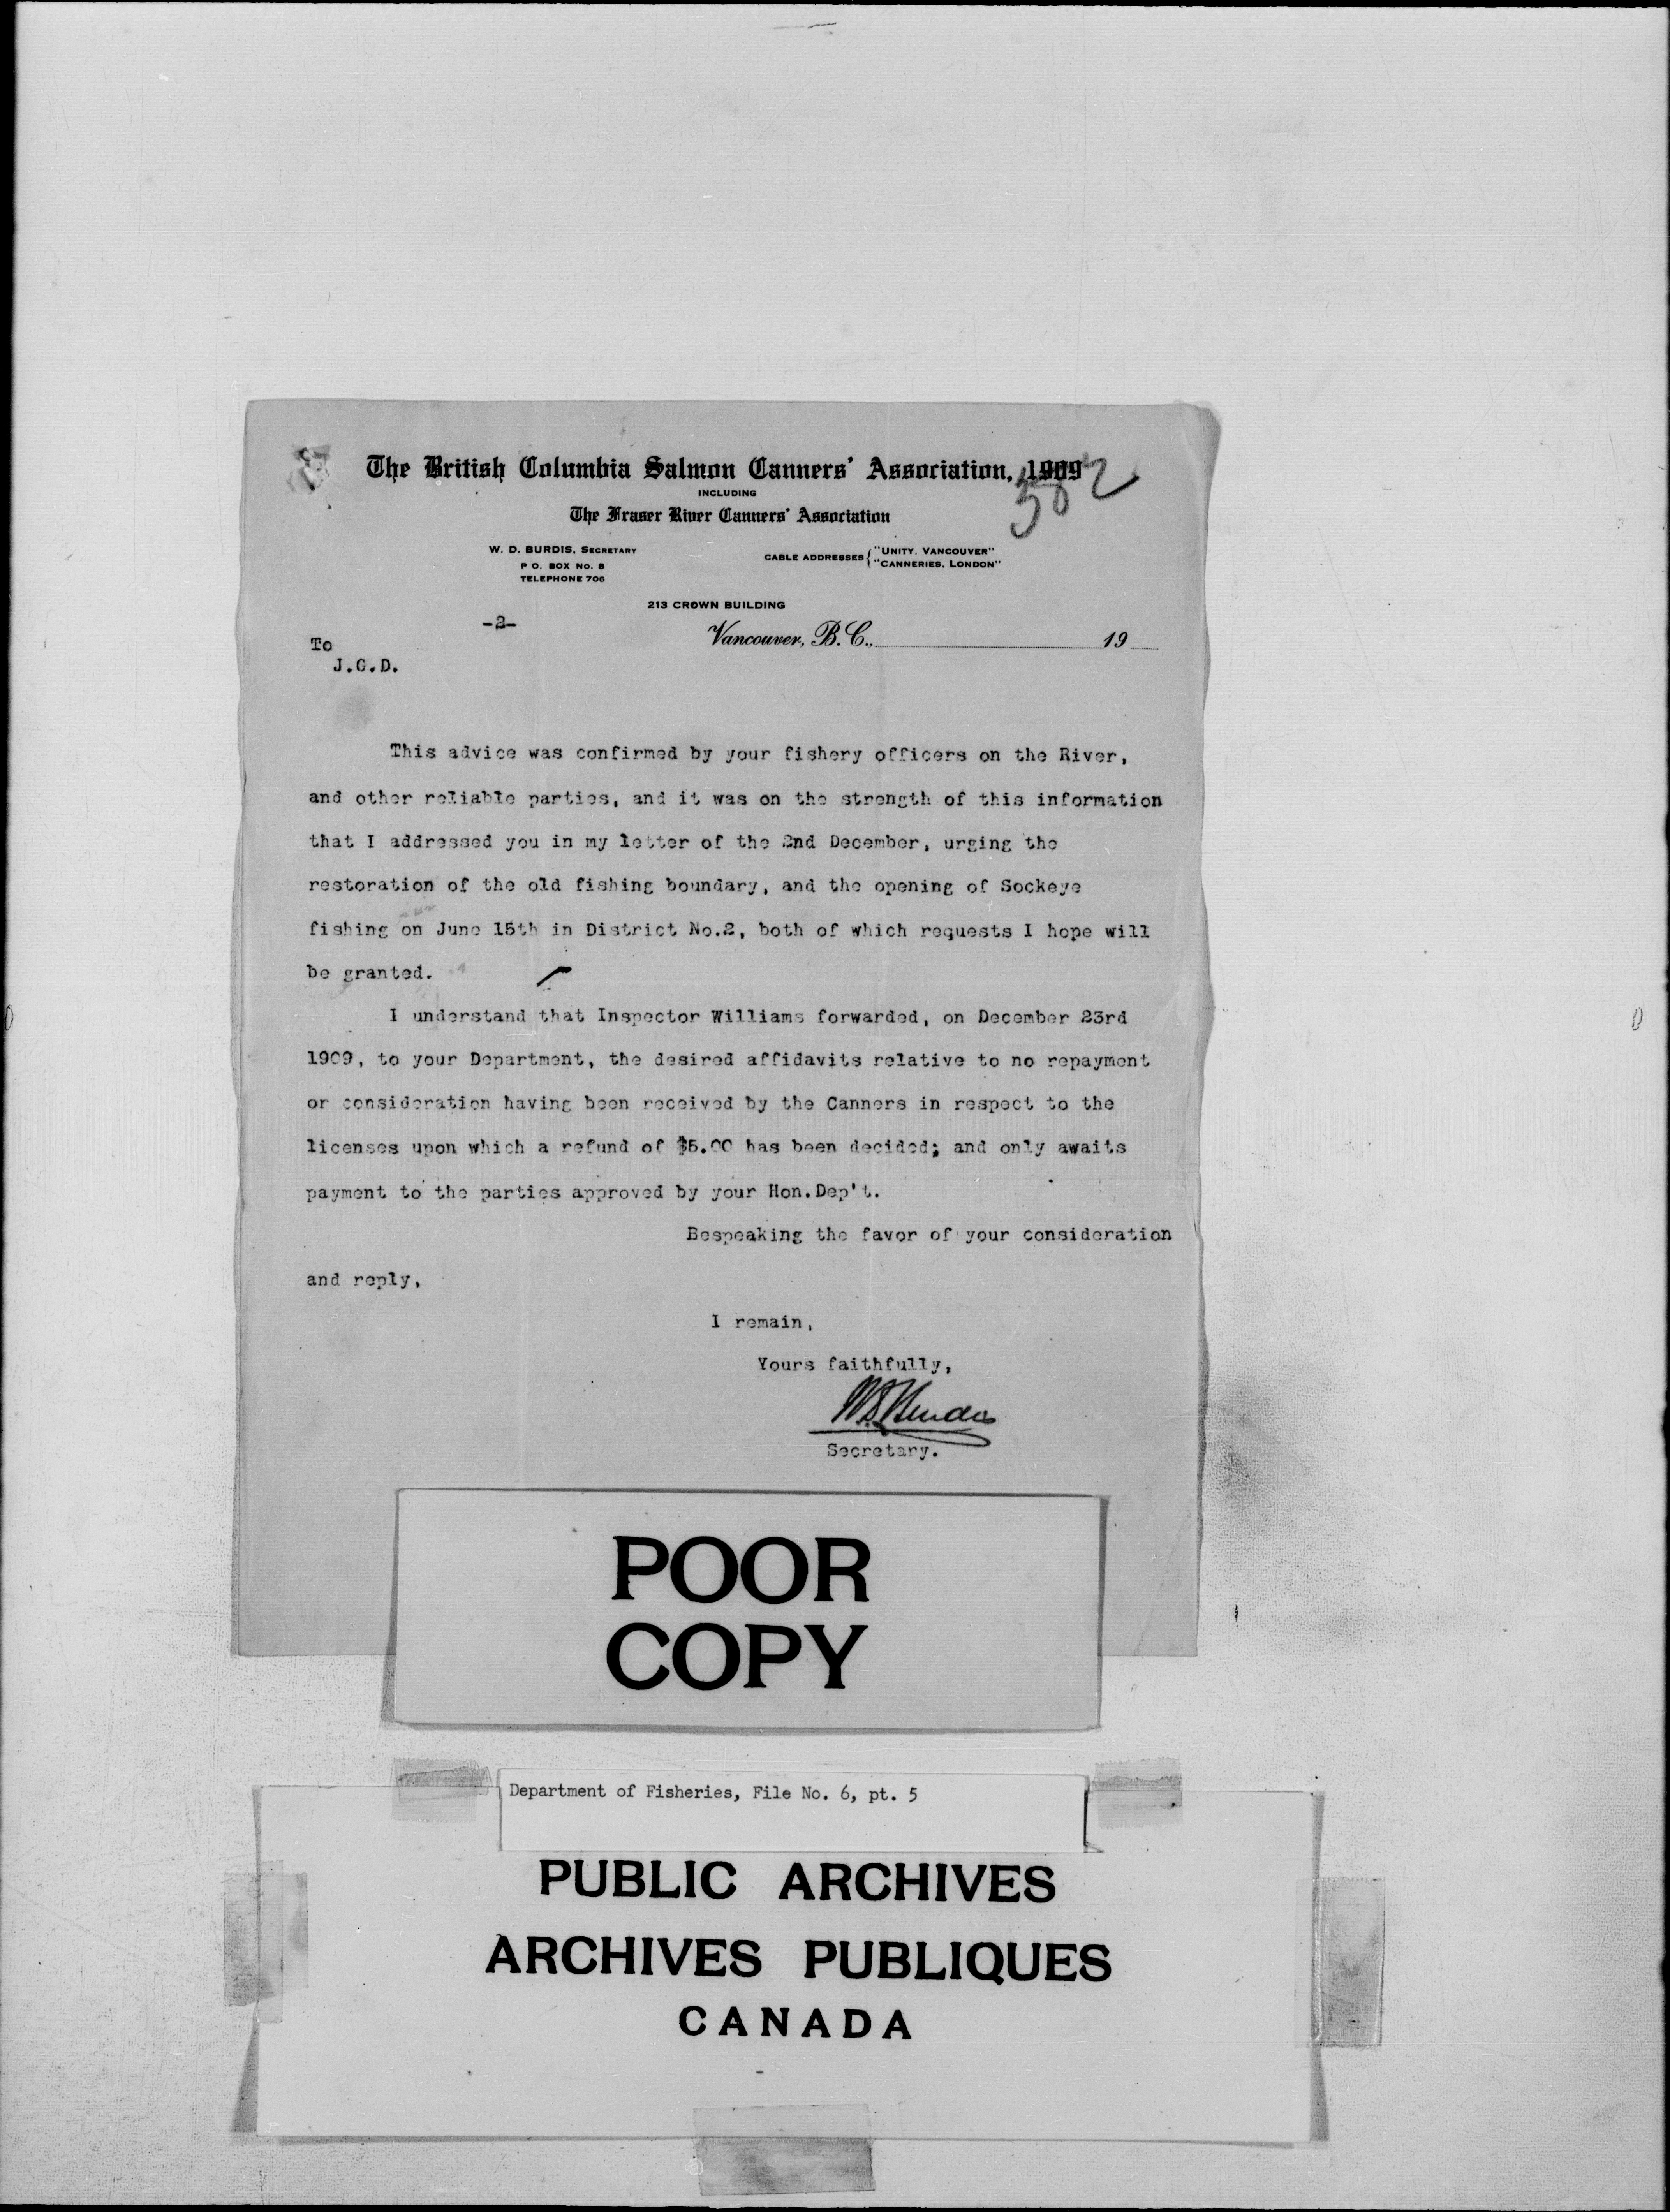 The British Columbia Salmon Canners' Association, 1909
582
INCLUDING
The Fraser River Canners' Association
W. D. BURDIS, SECRETARY
P O. BOX No. 8
TELEPHONE 706
CABLE ADDRESSES { "UNITY. VANCOUVER"
"CANNERIES, LONDON"
213 CROWN BUILDING
-2-
Vancouver, B. C., 19
To
J.G.D.
This advice was confirmed by your fishery officers on the River,
and other reliable parties, and it was on the strength of this information
that I addressed you in my letter of the 2nd December, urging the
restoration of the old fishing boundary, and the opening of Sockeye
fishing on June 15th in District No.2, both of which requests I hope will
be granted.
I understand that Inspector Williams forwarded, on December 23rd
1909, to your Department, the desired affidavits relative to no repayment
or consideration having been received by the Canners in respect to the
licenses upon which a refund of $5.00 has been decided; and only awaits
payment to the parties approved by your Hon.Dep't.
Bespeaking the favor of your consideration
and reply,
I remain,
Yours faithfully,
Secretary.
POOR
COPY
Department of Fisheries, File No. 6, pt. 5
PUBLIC ARCHIVES
ARCHIVES PUBLIQUES
CANADA